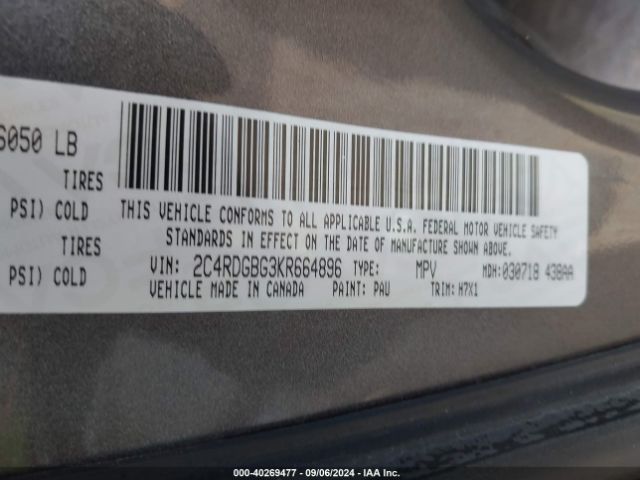 6050 LB
TIRES
PSI) COLD
TIRES
PSI) COLD
THIS VEHICLE CONFORMS TO ALL APPLICABLE U.S.A. FEDERAL MOTOR VEHICLE SAFETY
STANDARDS IN EFFECT ON THE DATE OF MANUFACTURE SHOWN ABOVE.
VIN: 2C4RDGBG3KR664896 TYPE: MPV MDH: 030718 438AA
VEHICLE MADE IN CANADA PAINT: PAU TRIM: H7X1
000-40269477 - 09/06/2024 - IAA Inc.